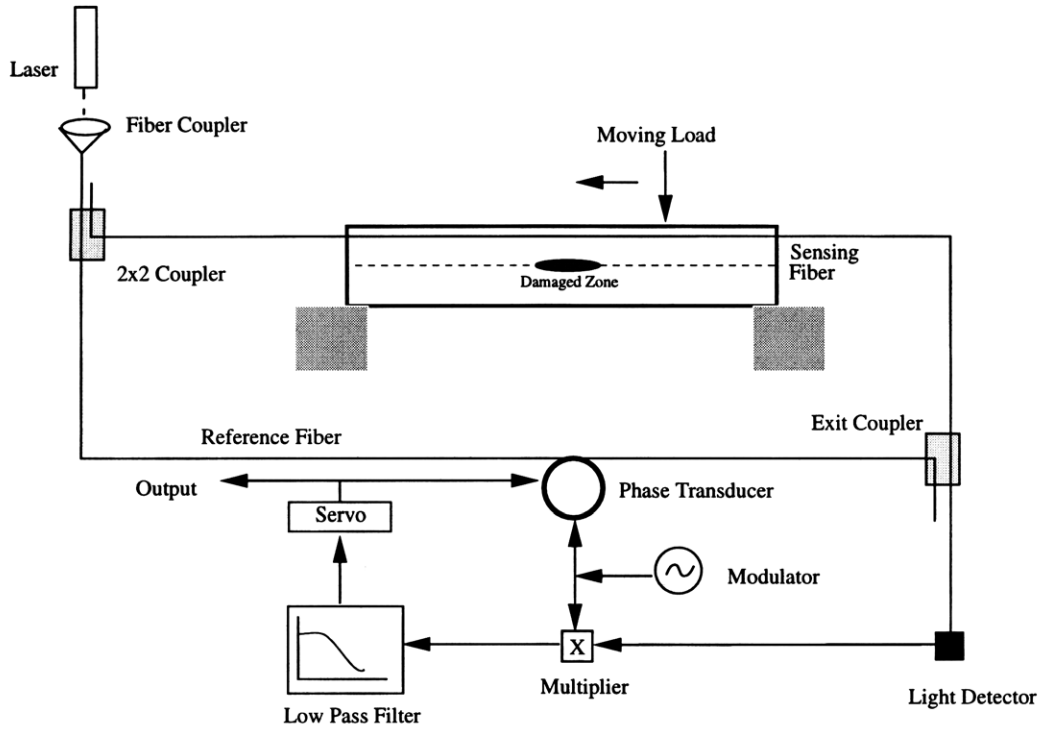 Laser
Fiber Coupler
Moving Load
2x2 Coupler
Sensing
Fiber
Damaged Zone
Exit Coupler
Reference Fiber
Output
Phase Transducer
Servo
Modulator
X
Multiplier
Light Detector
Low Pass Filter